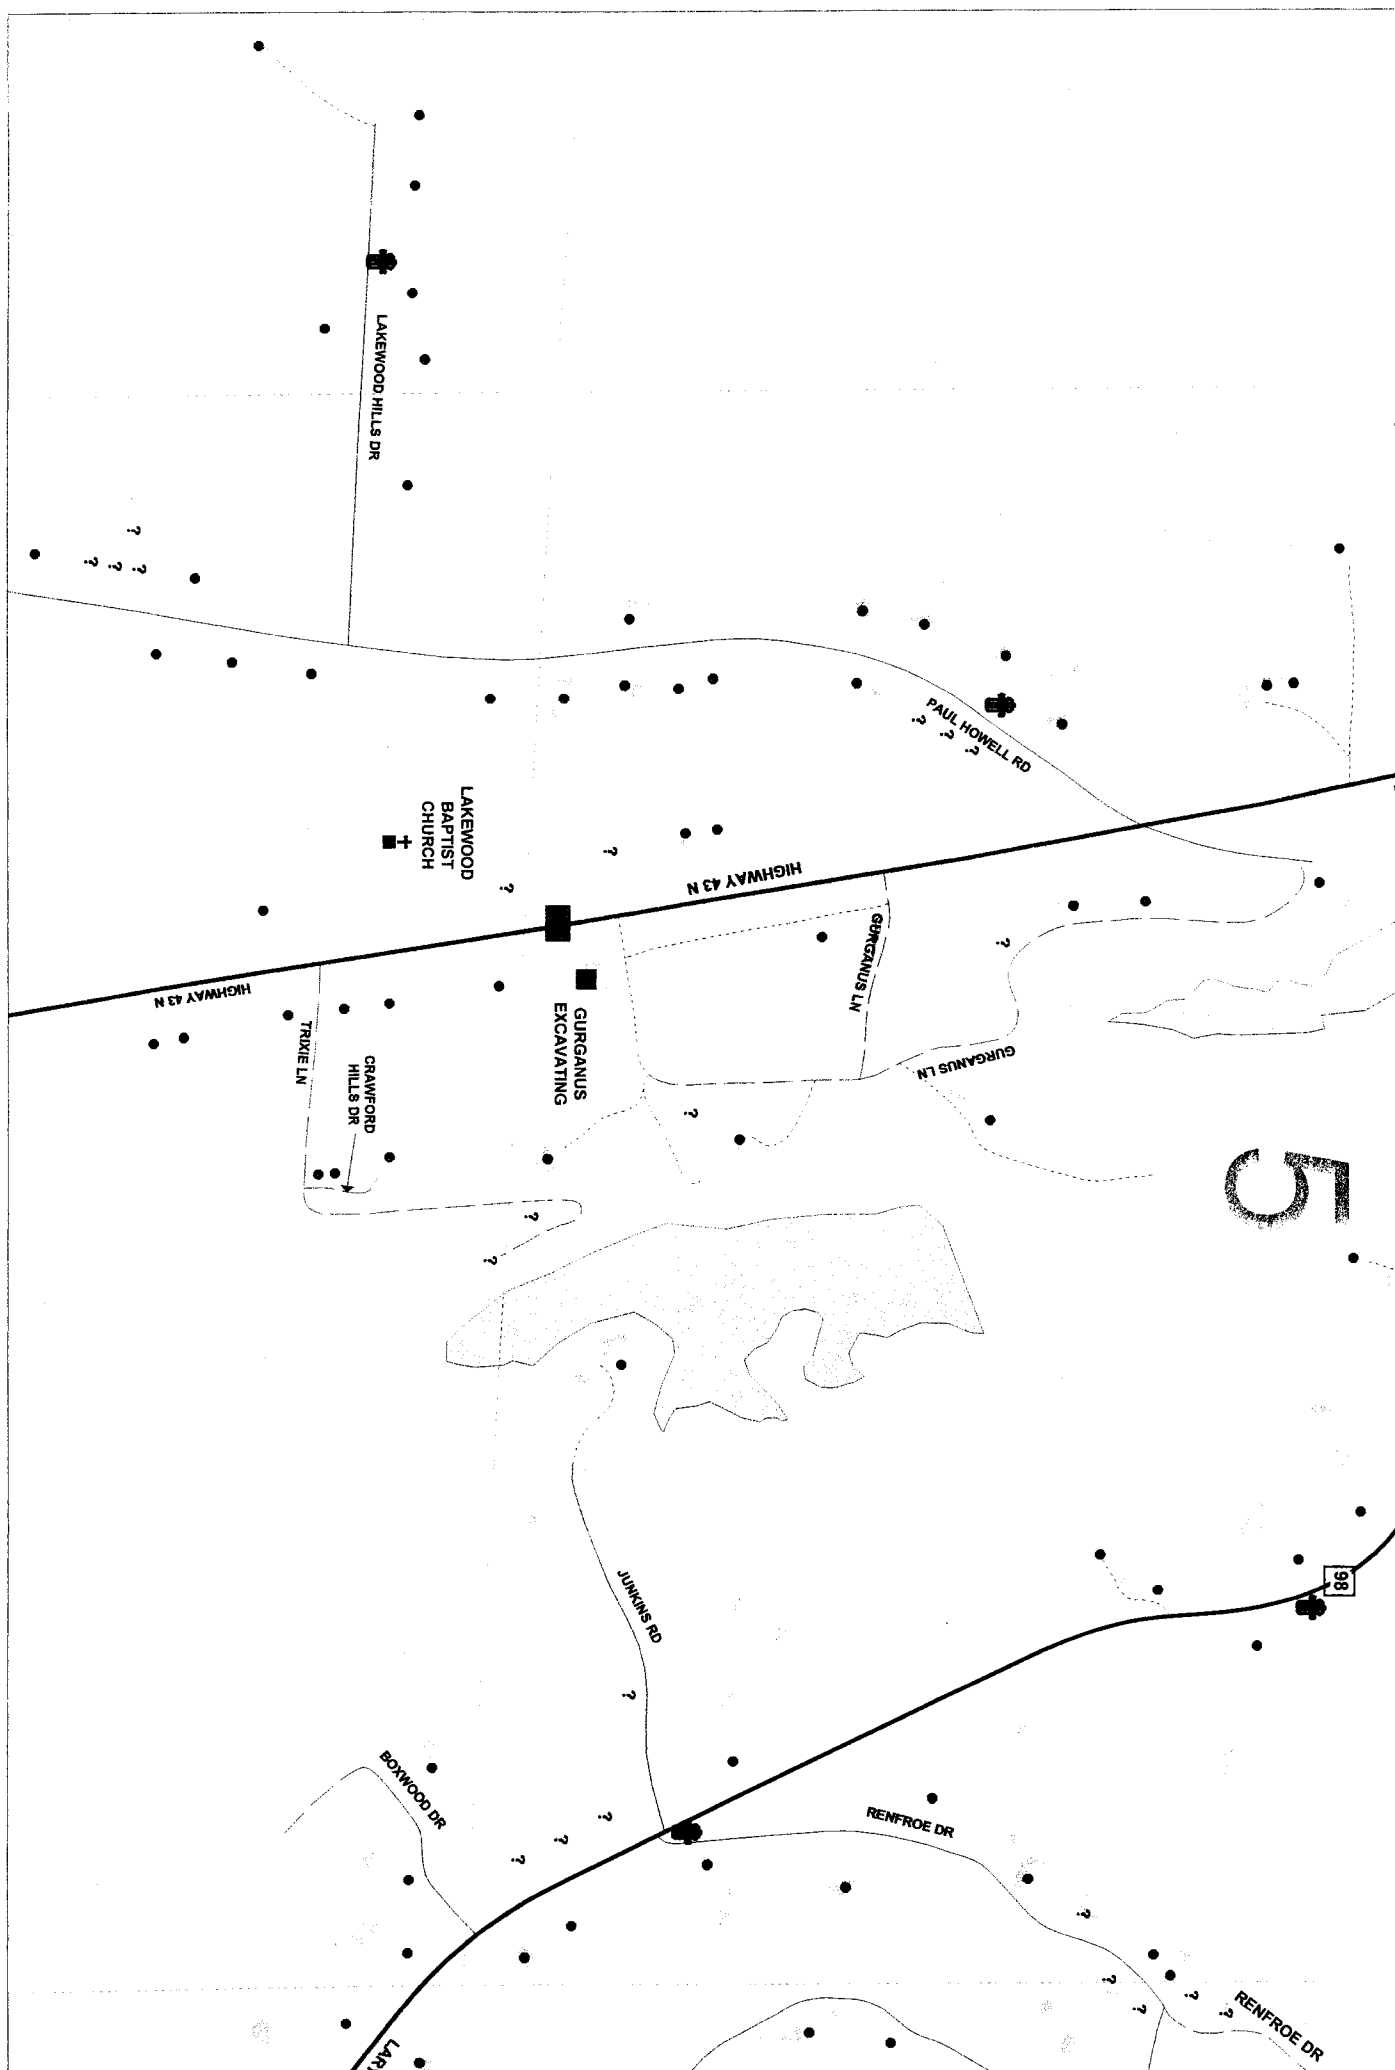 LAKEWOOD HILLS DR
?
? ? ?
PAUL HOWELL RD
? ? ?
LAKEWOOD
BAPTIST
CHURCH
?
?
HIGHWAY 43 N
GURGANUS LN
?
HIGHWAY 43 N
GURGANUS
EXCAVATING
TRIXIE LN
CRAWFORD
HILLS DR
GURGANUS LN
?
5
?
?
98
JUNKINS RD
?
BOXWOOD DR
?
?
?
RENFROE DR
?
?
?
?
?
RENFROE DR